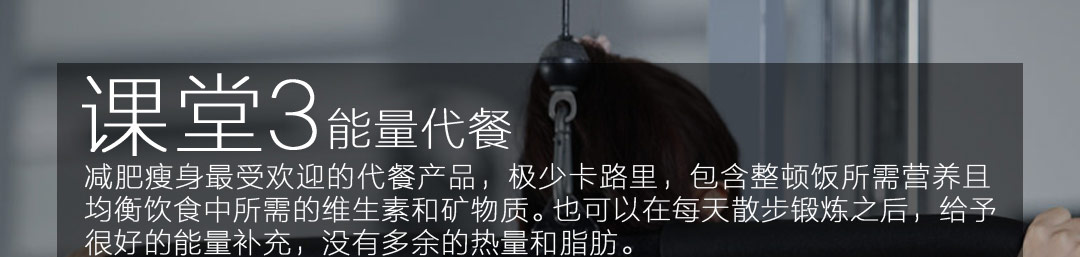 课堂3能量代餐
减肥瘦身最受欢迎的代餐产品，极少卡路里，包含整顿饭所需营养且
均衡饮食中所需的维生素和矿物质。也可以在每天散步锻炼之后，给予
很好的能量补充，没有多余的热量和脂肪。